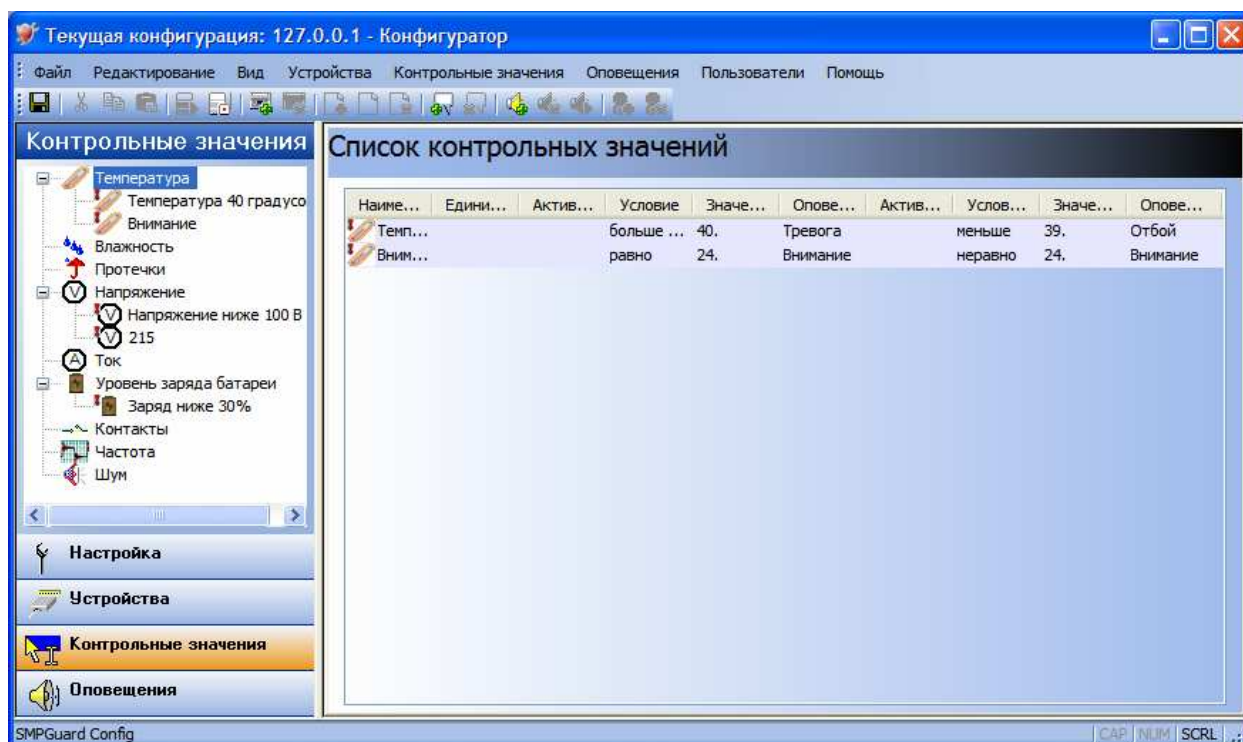 Текущая конфигурация: 127.0.0.1 - Конфигуратор
Файл Редактирование Вид Устройства Контрольные значения Оповещения Пользователи Помощь
Контрольные значения
Температура
Температура 40 градусо
Внимание
Влажность
Протечки
Напряжение
Напряжение ниже 100 В
215
Ток
Уровень заряда батареи
Заряд ниже 30%
Контакты
Частота
Шум
Настройка
Устройства
Контрольные значения
Оповещения
Список контрольных значений
Наиме... Едини... Актив... Условие Значе... Опове... Актив... Услов... Значе... Опове...
Темп... больше ... 40. Тревога меньше 39. Отбой
Вним... равно 24. Внимание неравно 24. Внимание
SMPGuard Config CAP NUM SCRL